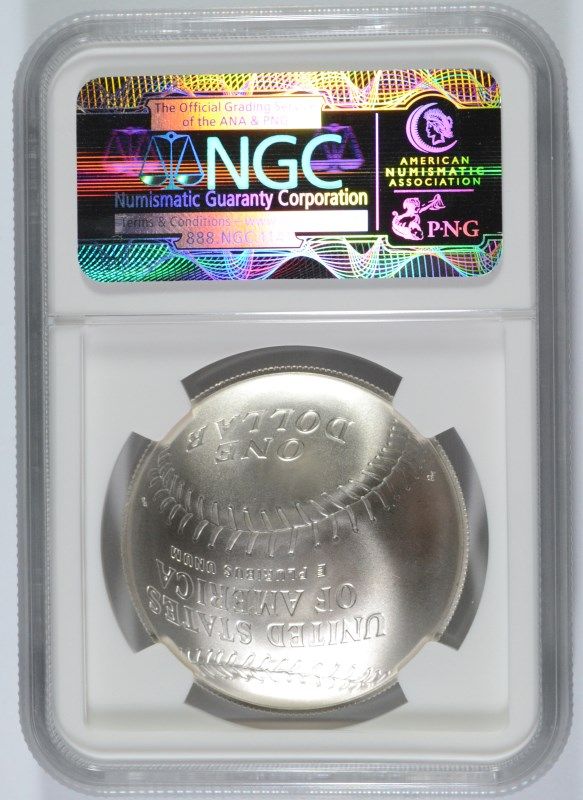 The Official Grading Service
of the ANA & PNG
NGC
Numismatic Guaranty Corporation
Terms & Conditions – www.
888.NGC
AMERICAN
NUMISMATIC
ASSOCIATION
P·N·G
UNITED STATES
OF AMERICA
E PLURIBUS UNUM
ONE
DOLLAR